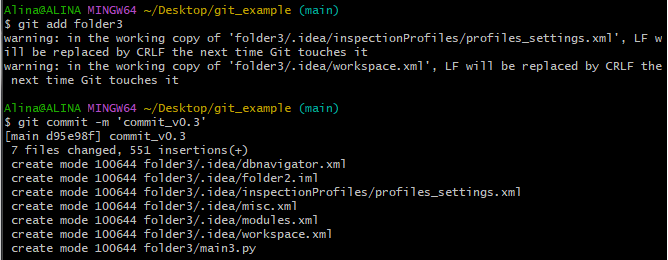 Alina@ALINA MINGW64 ~/Desktop/git_example (main)
$ git add folder3
warning: in the working copy of 'folder3/.idea/inspectionProfiles/profiles_settings.xml', LF w
ill be replaced by CRLF the next time Git touches it
warning: in the working copy of 'folder3/.idea/workspace.xml', LF will be replaced by CRLF the
 next time Git touches it

Alina@ALINA MINGW64 ~/Desktop/git_example (main)
$ git commit -m 'commit_v0.3'
[main d95e98f] commit_v0.3
 7 files changed, 551 insertions(+)
 create mode 100644 folder3/.idea/dbnavigator.xml
 create mode 100644 folder3/.idea/folder2.iml
 create mode 100644 folder3/.idea/inspectionProfiles/profiles_settings.xml
 create mode 100644 folder3/.idea/misc.xml
 create mode 100644 folder3/.idea/modules.xml
 create mode 100644 folder3/.idea/workspace.xml
 create mode 100644 folder3/main3.py